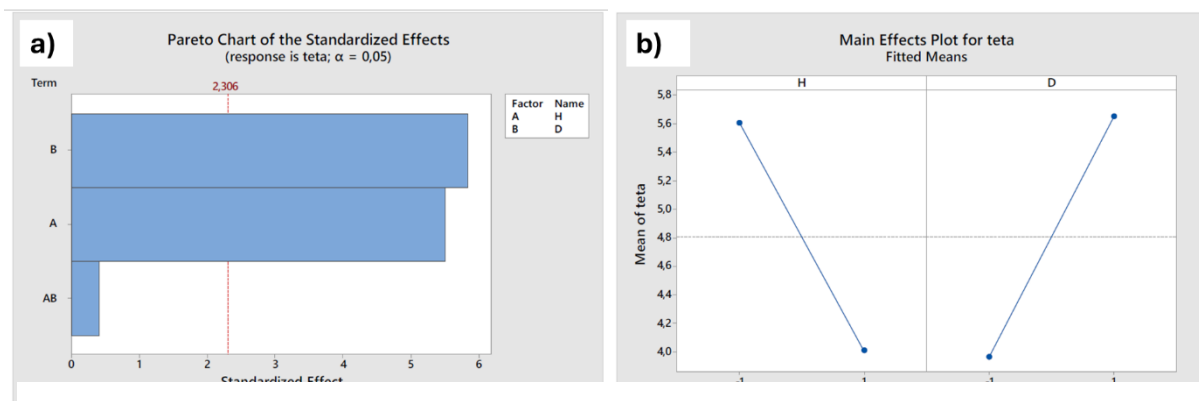 a)
Pareto Chart of the Standardized Effects
(response is teta; α = 0,05)
Term
2,306
Factor Name
A H
B D
B
A
AB
0 1 2 3 4 5 6
Standardized Effect
b)
Main Effects Plot for teta
Fitted Means
H D
Mean of teta
5,8
5,6
5,4
5,2
5,0
4,8
4,6
4,4
4,2
4,0
-1 1 -1 1